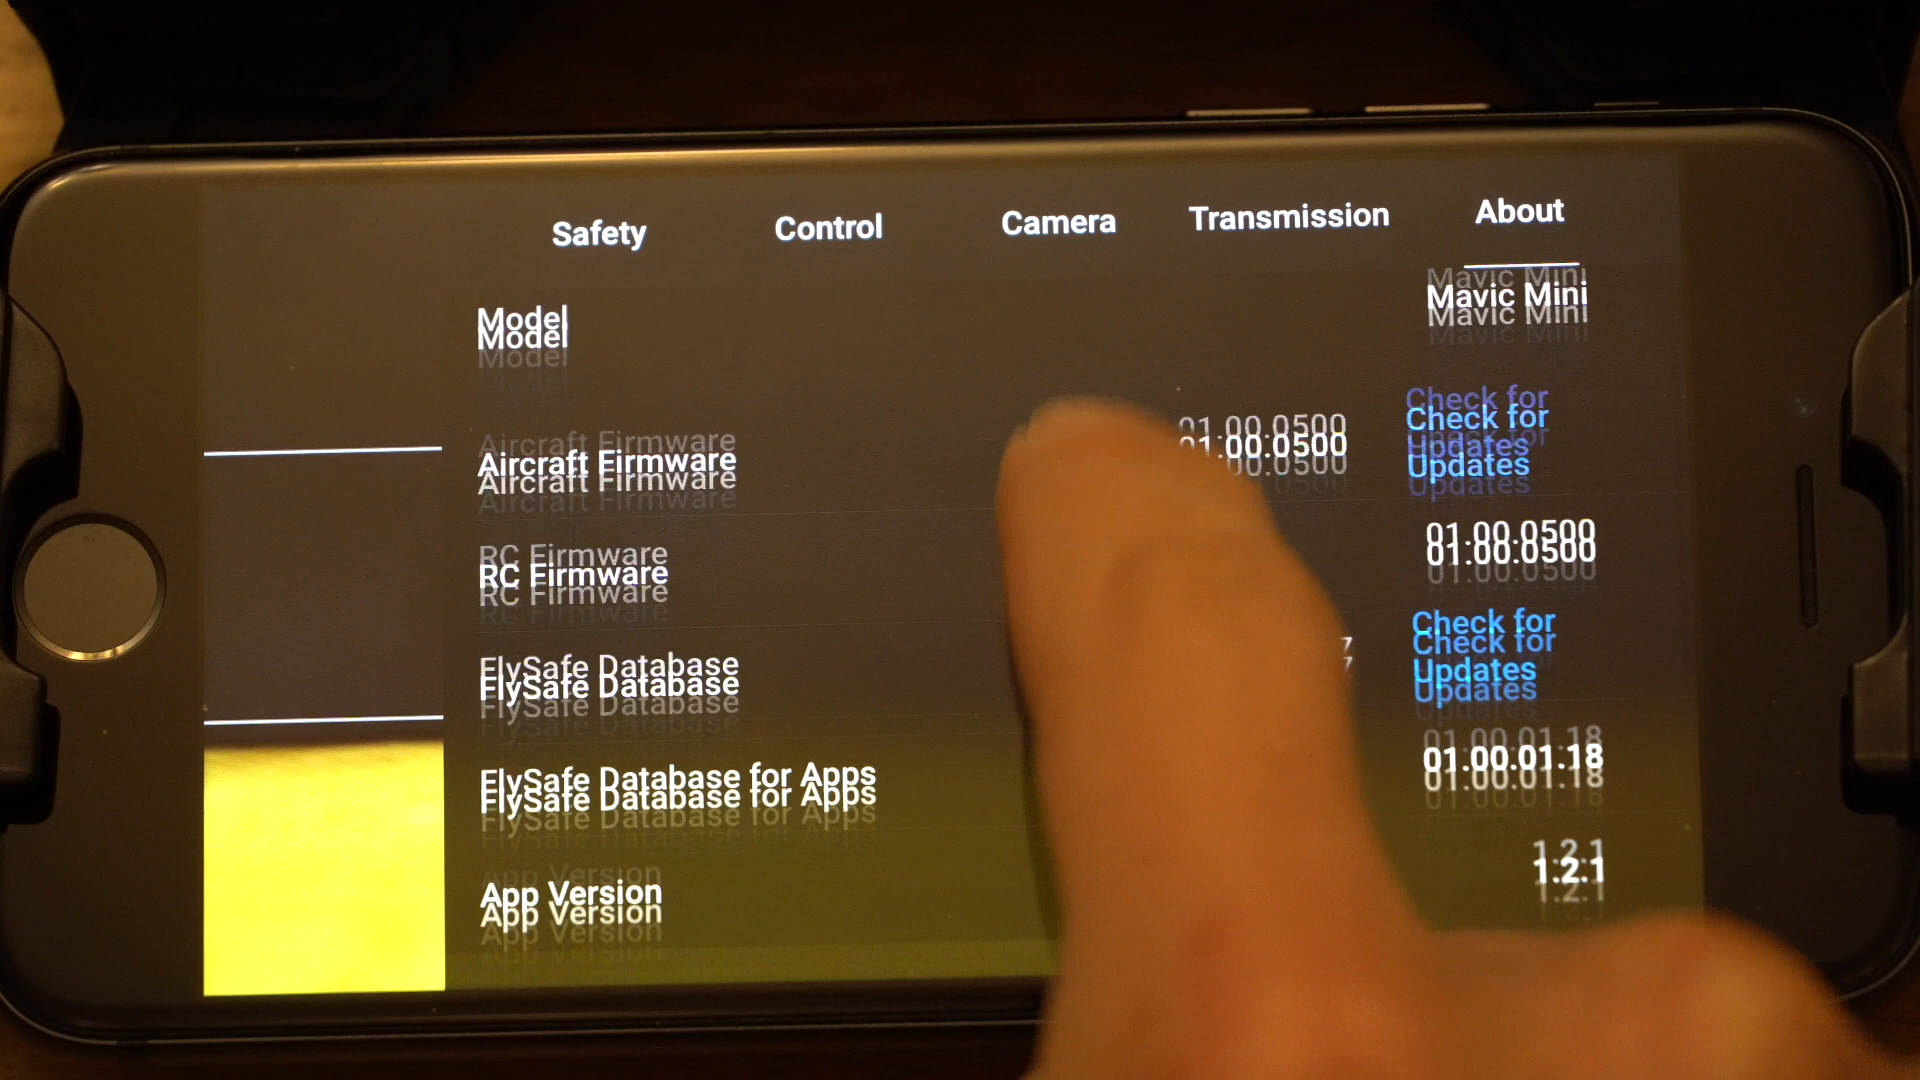 Safety Control Camera Transmission About
Model Mavic Mini
Aircraft Firmware 01.00.0500 Check for
Updates
RC Firmware 01.00.0500
FlySafe Database 7 Check for
Updates
FlySafe Database for Apps 01.00.01.18
App Version 1.2.1